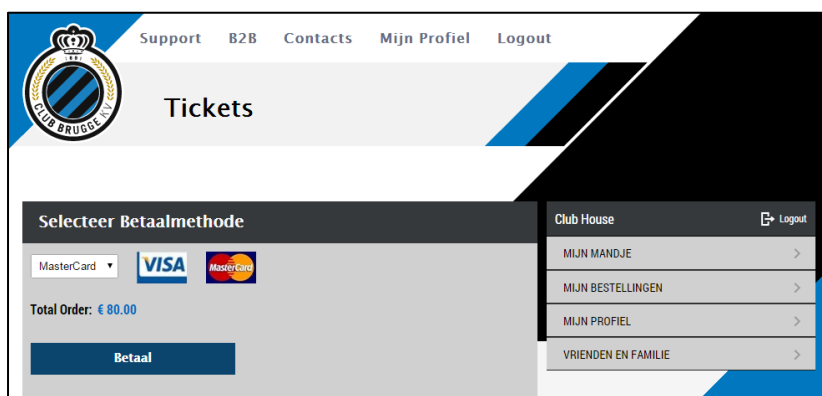 Support B2B Contacts Mijn Profiel Logout
1891
CLUB BRUGGE KV
Tickets
Selecteer Betaalmethode
MasterCard
VISA
MasterCard
Total Order: € 80.00
Betaal
Club House
Logout
MIJN MANDJE
MIJN BESTELLINGEN
MIJN PROFIEL
VRIENDEN EN FAMILIE